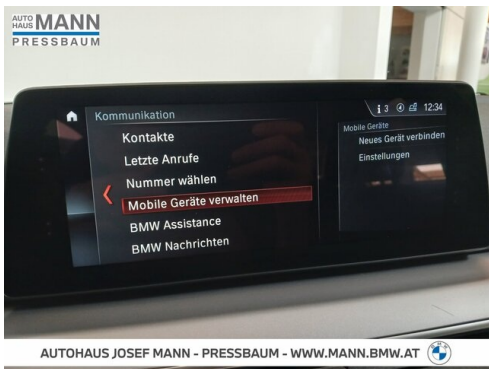 AUTO
HAUS MANN
PRESSBAUM
Kommunikation
i 3 4 12:34
Kontakte
Letzte Anrufe
Nummer wählen
Mobile Geräte verwalten
BMW Assistance
BMW Nachrichten
Mobile Geräte
Neues Gerät verbinden
Einstellungen
AUTOHAUS JOSEF MANN - PRESSBAUM - WWW.MANN.BMW.AT